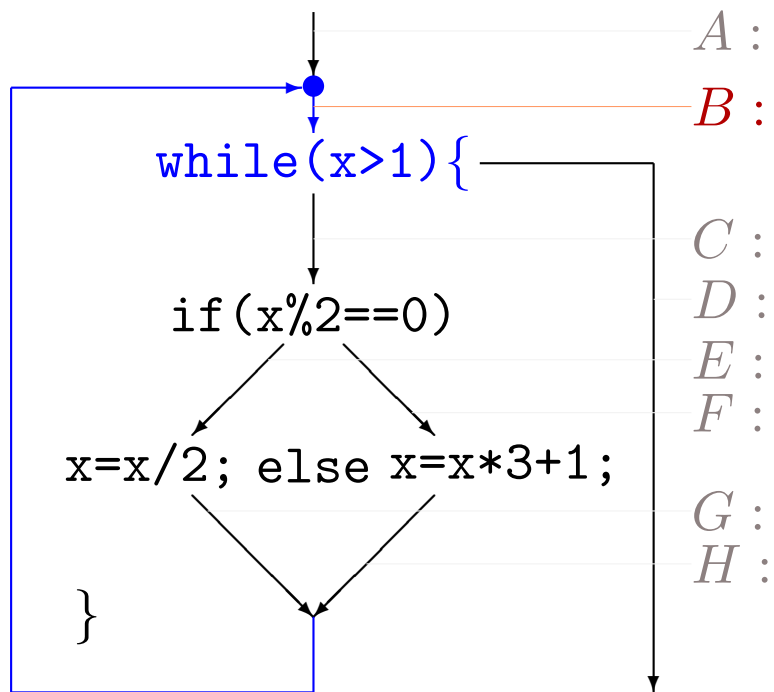 A :
B :
while(x>1){
C :
if(x%2==0)
D :
E :
F :
x=x/2; else x=x*3+1;
G :
H :
}